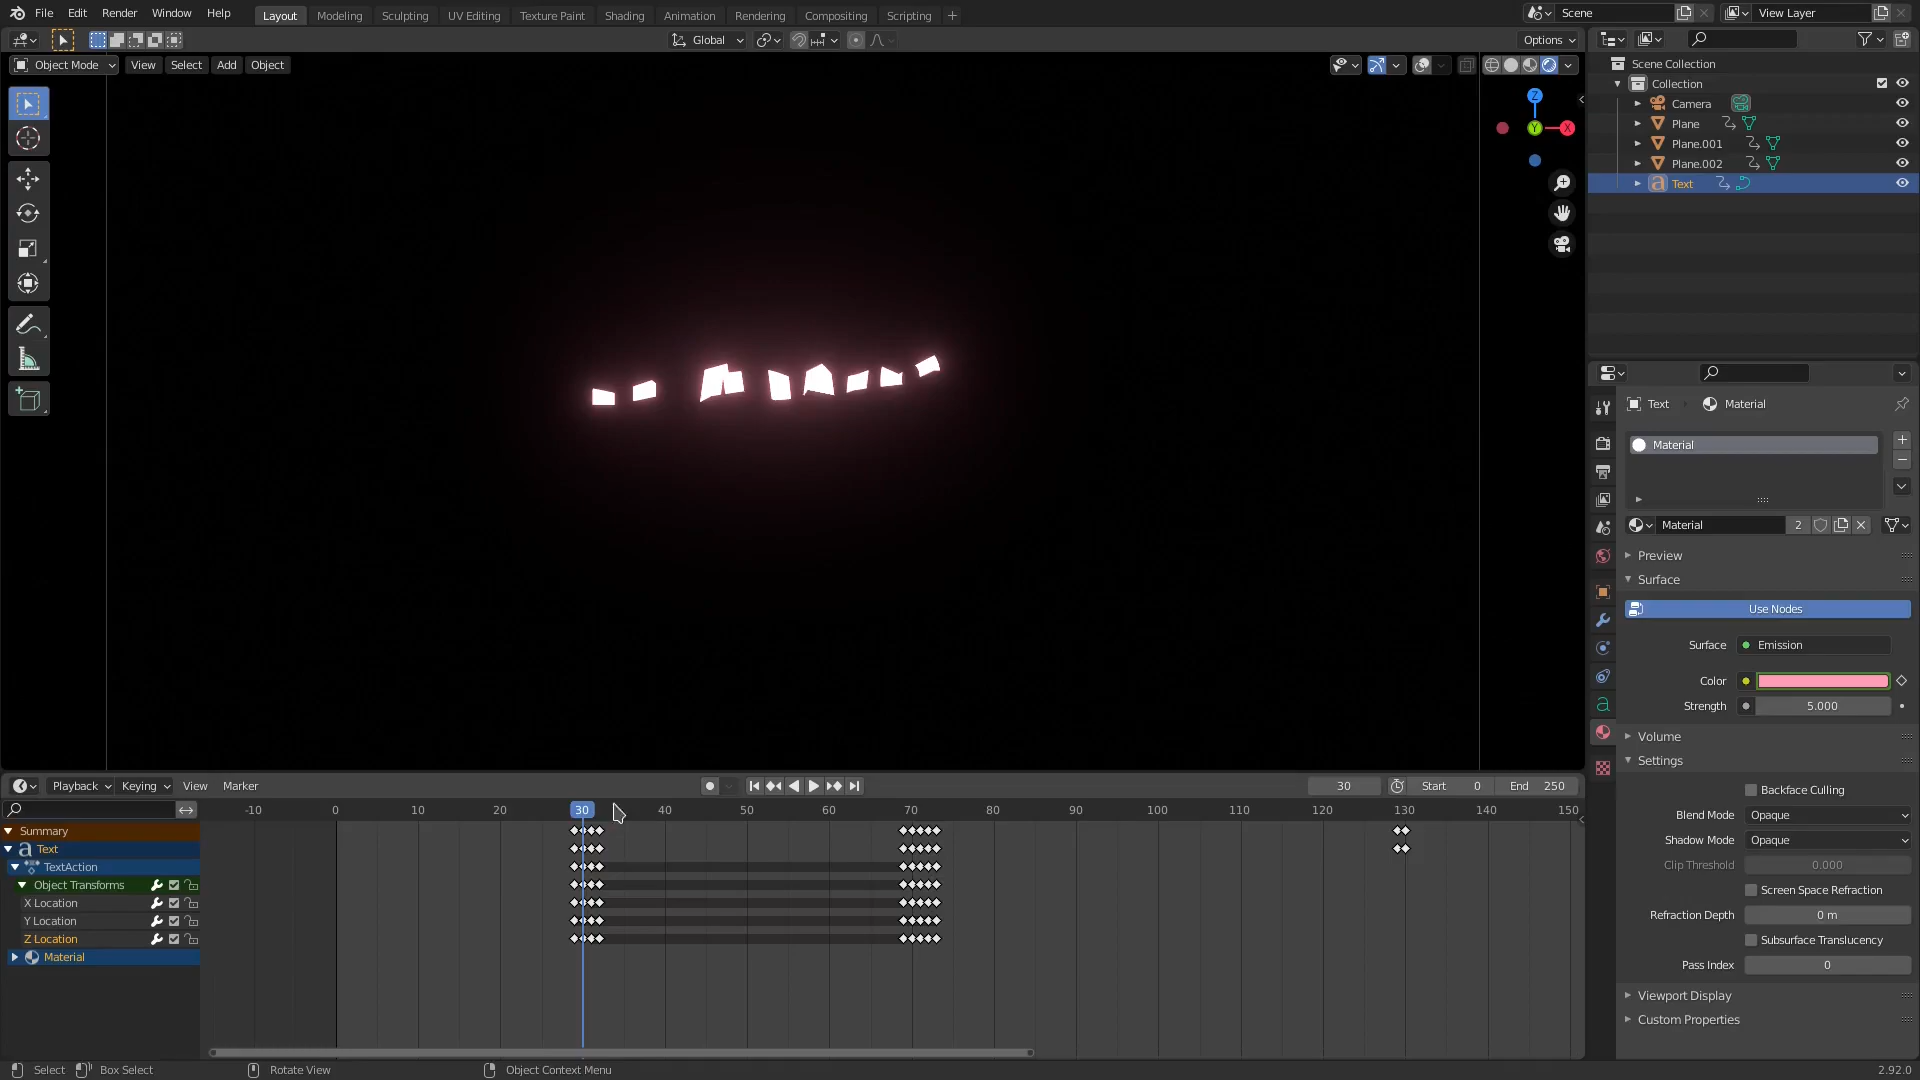 File Edit Render Window Help Layout Modeling Sculpting UV Editing Texture Paint Shading Animation Rendering Compositing Scripting + Scene View Layer
Global Options
Object Mode View Select Add Object
Z
Y X
Scene Collection
Collection
Camera
Plane
Plane.001
Plane.002
Text
Text Material
Material
Material 2
Preview
Surface
Use Nodes
Surface Emission
Color
Strength 5.000
Volume
Settings
Backface Culling
Blend Mode Opaque
Shadow Mode Opaque
Clip Threshold 0.000
Screen Space Refraction
Refraction Depth 0 m
Subsurface Translucency
Pass Index 0
Viewport Display
Custom Properties
Playback Keying View Marker 30 Start 0 End 250
-10 0 10 20 30 40 50 60 70 80 90 100 110 120 130 140 150
Summary
Text
TextAction
Object Transforms
X Location
Y Location
Z Location
Material
Select Box Select Rotate View Object Context Menu 2.92.0